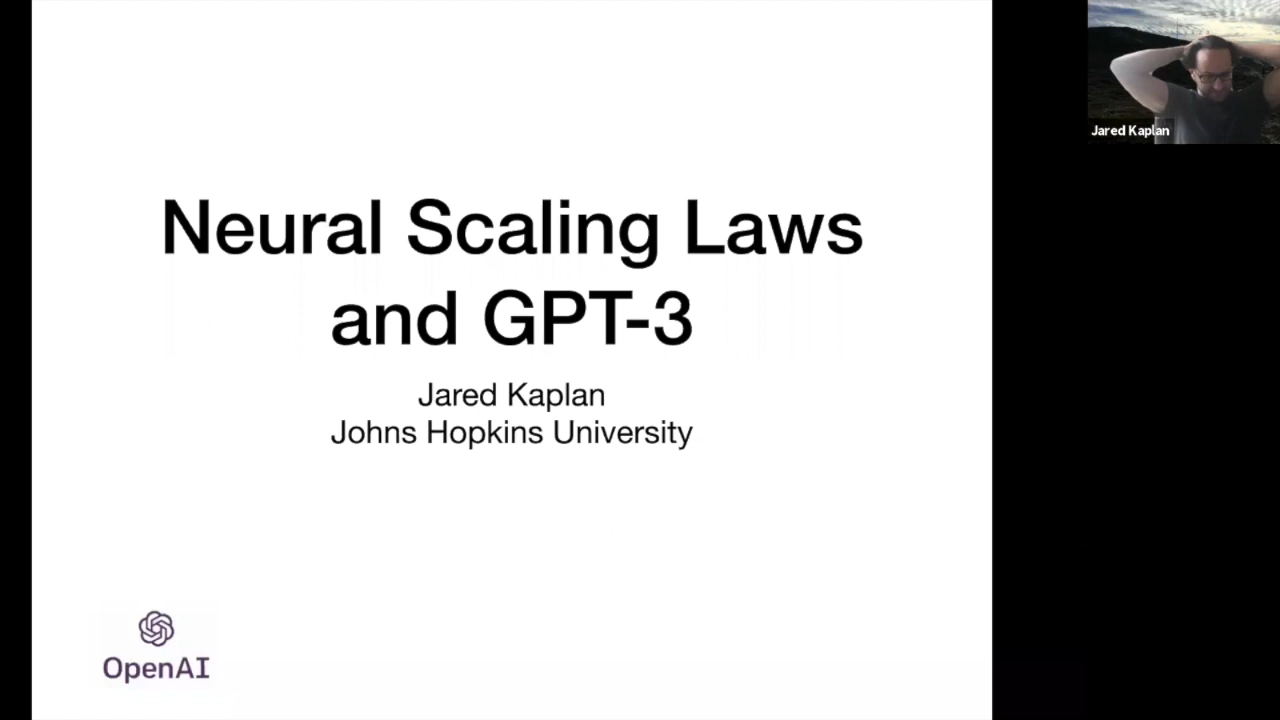 Neural Scaling Laws
and GPT-3
Jared Kaplan
Johns Hopkins University
OpenAI
Jared Kaplan